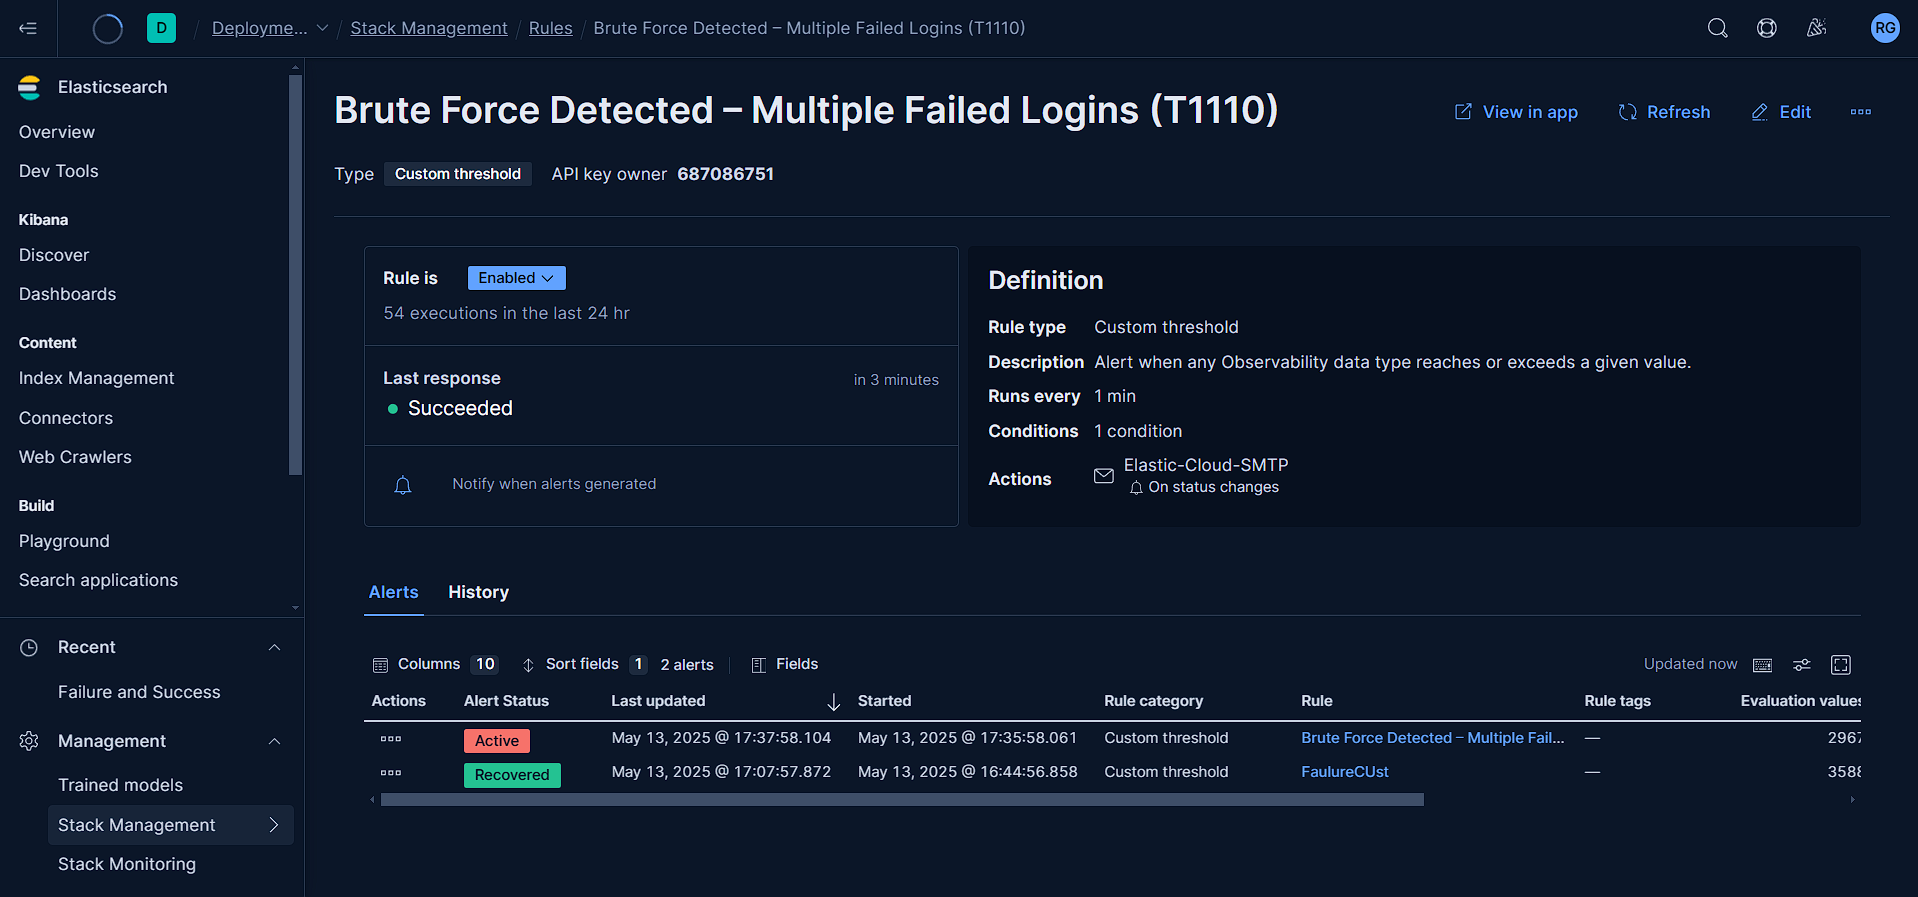 D Deployme... / Stack Management / Rules / Brute Force Detected – Multiple Failed Logins (T1110) RG
Elasticsearch
Overview
Dev Tools
Kibana
Discover
Dashboards
Content
Index Management
Connectors
Web Crawlers
Build
Playground
Search applications
Recent
Failure and Success
Management
Trained models
Stack Management
Stack Monitoring
Brute Force Detected – Multiple Failed Logins (T1110)
View in app Refresh Edit
Type Custom threshold API key owner 687086751
Rule is Enabled
54 executions in the last 24 hr
Last response in 3 minutes
Succeeded
Notify when alerts generated
Definition
Rule type Custom threshold
Description Alert when any Observability data type reaches or exceeds a given value.
Runs every 1 min
Conditions 1 condition
Actions Elastic-Cloud-SMTP
On status changes
Alerts History
Columns 10 Sort fields 1 2 alerts Fields Updated now
Actions Alert Status Last updated Started Rule category Rule Rule tags Evaluation values
Active May 13, 2025 @ 17:37:58.104 May 13, 2025 @ 17:35:58.061 Custom threshold Brute Force Detected – Multiple Fail... — 2967
Recovered May 13, 2025 @ 17:07:57.872 May 13, 2025 @ 16:44:56.858 Custom threshold FaulureCUst — 3588